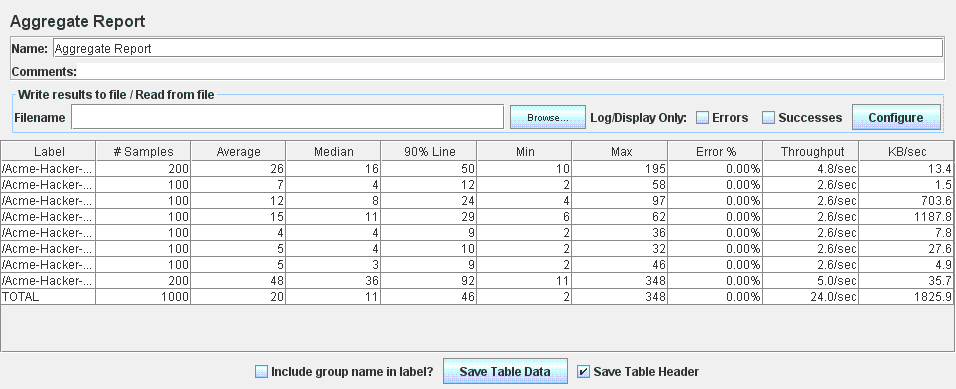 Aggregate Report
Name: Aggregate Report
Comments:
Write results to file / Read from file
Filename Browse... Log/Display Only: Errors Successes Configure
Label # Samples Average Median 90% Line Min Max Error % Throughput KB/sec
/Acme-Hacker-... 200 26 16 50 10 195 0.00% 4.8/sec 13.4
/Acme-Hacker-... 100 7 4 12 2 58 0.00% 2.6/sec 1.5
/Acme-Hacker-... 100 12 8 24 4 97 0.00% 2.6/sec 703.6
/Acme-Hacker-... 100 15 11 29 6 62 0.00% 2.6/sec 1187.8
/Acme-Hacker-... 100 4 4 9 2 36 0.00% 2.6/sec 7.8
/Acme-Hacker-... 100 5 4 10 2 32 0.00% 2.6/sec 27.6
/Acme-Hacker-... 100 5 3 9 2 46 0.00% 2.6/sec 4.9
/Acme-Hacker-... 200 48 36 92 11 348 0.00% 5.0/sec 35.7
TOTAL 1000 20 11 46 2 348 0.00% 24.0/sec 1825.9
Include group name in label? Save Table Data Save Table Header